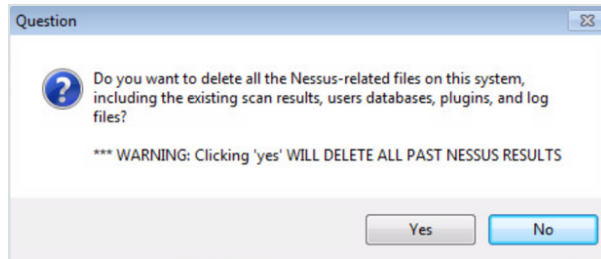 Question
Do you want to delete all the Nessus-related files on this system,
including the existing scan results, users databases, plugins, and log
files?
*** WARNING: Clicking 'yes' WILL DELETE ALL PAST NESSUS RESULTS
Yes No